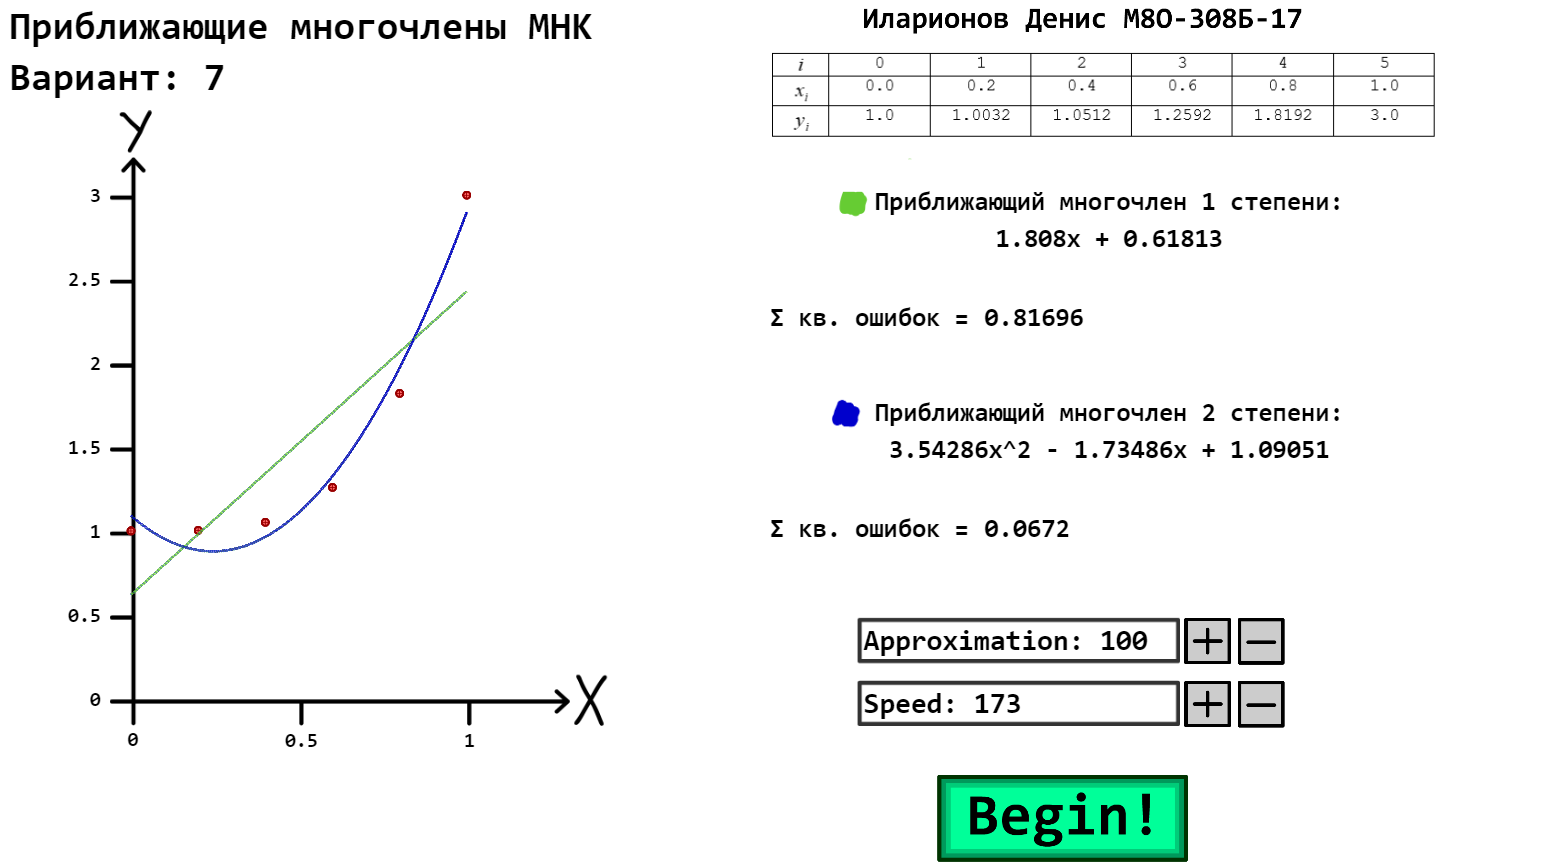 Приближающие многочлены МНК
Вариант: 7
Y
3
2.5
2
1.5
1
0.5
0
0 0.5 1
X
Иларионов Денис М8О-308Б-17
i 0 1 2 3 4 5
xi 0.0 0.2 0.4 0.6 0.8 1.0
yi 1.0 1.0032 1.0512 1.2592 1.8192 3.0
Приближающий многочлен 1 степени:
1.808x + 0.61813
Σ кв. ошибок = 0.81696
Приближающий многочлен 2 степени:
3.54286x^2 - 1.73486x + 1.09051
Σ кв. ошибок = 0.0672
Approximation: 100 + −
Speed: 173 + −
Begin!